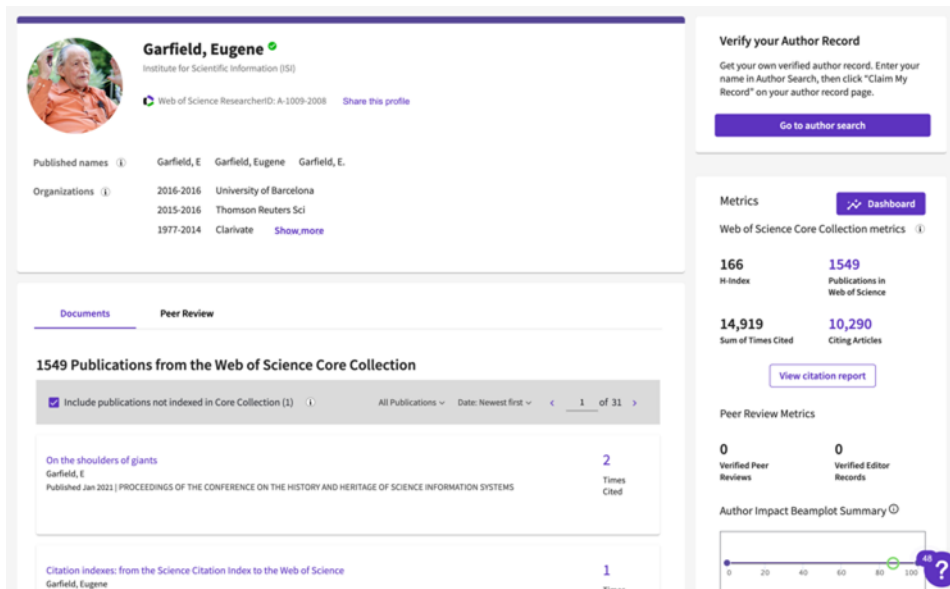 Garfield, Eugene
Institute for Scientific Information (ISI)
Web of Science ResearcherID: A-1009-2008 Share this profile
Published names Garfield, E Garfield, Eugene Garfield, E.
Organizations 2016-2016 University of Barcelona
2015-2016 Thomson Reuters Sci
1977-2014 Clarivate Show,more
Documents Peer Review
1549 Publications from the Web of Science Core Collection
Include publications not indexed in Core Collection (1) All Publications Date: Newest first 1 of 31
On the shoulders of giants
Garfield, E
Published Jan 2021 | PROCEEDINGS OF THE CONFERENCE ON THE HISTORY AND HERITAGE OF SCIENCE INFORMATION SYSTEMS
2
Times
Cited
Citation indexes: from the Science Citation Index to the Web of Science
Garfield, Eugene
1
Verify your Author Record
Get your own verified author record. Enter your
name in Author Search, then click "Claim My
Record" on your author record page.
Go to author search
Metrics Dashboard
Web of Science Core Collection metrics
166 1549
H-Index Publications in
Web of Science
14,919 10,290
Sum of Times Cited Citing Articles
View citation report
Peer Review Metrics
0 0
Verified Peer Verified Editor
Reviews Records
Author Impact Beamplot Summary
0 20 40 60 80 100
48
?